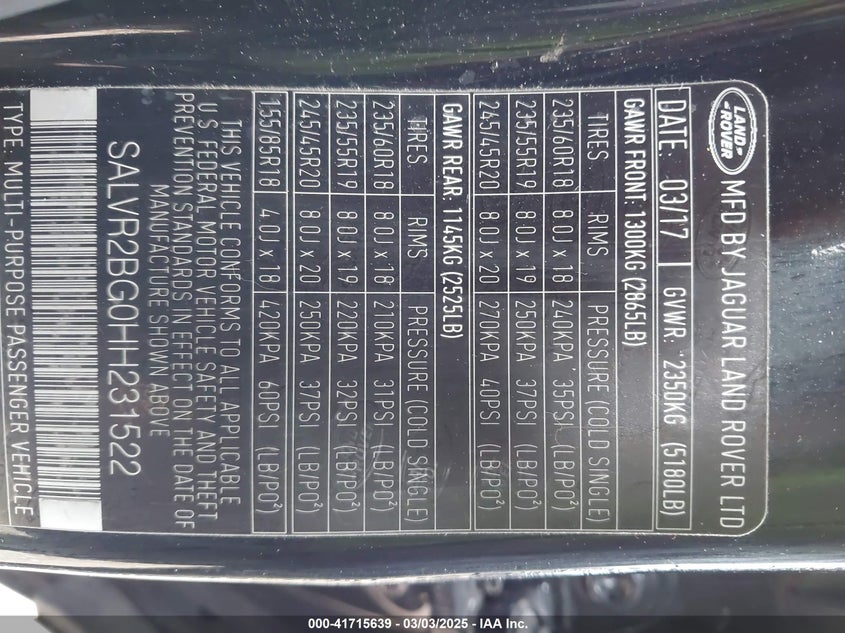 LAND ROVER
MFD BY JAGUAR LAND ROVER LTD
DATE: 03/17 GVWR: 2350KG (5180LB)
GAWR FRONT: 1300KG (2865LB)
TIRES RIMS PRESSURE (COLD SINGLE)
235/60R18 8.0J x 18 240KPA 35PSI (LB/PO²)
235/55R19 8.0J x 19 250KPA 37PSI (LB/PO²)
245/45R20 8.0J x 20 270KPA 40PSI (LB/PO²)
GAWR REAR: 1145KG (2525LB)
TIRES RIMS PRESSURE (COLD SINGLE)
235/60R18 8.0J x 18 210KPA 31PSI (LB/PO²)
235/55R19 8.0J x 19 220KPA 32PSI (LB/PO²)
245/45R20 8.0J x 20 250KPA 37PSI (LB/PO²)
155/85R18 4.0J x 18 420KPA 60PSI (LB/PO²)
THIS VEHICLE CONFORMS TO ALL APPLICABLE
U.S. FEDERAL MOTOR VEHICLE SAFETY AND THEFT
PREVENTION STANDARDS IN EFFECT ON THE DATE OF
MANUFACTURE SHOWN ABOVE
SALVR2BG0HH231522
TYPE: MULTI-PURPOSE PASSENGER VEHICLE
000-41715639 - 03/03/2025 - IAA Inc.